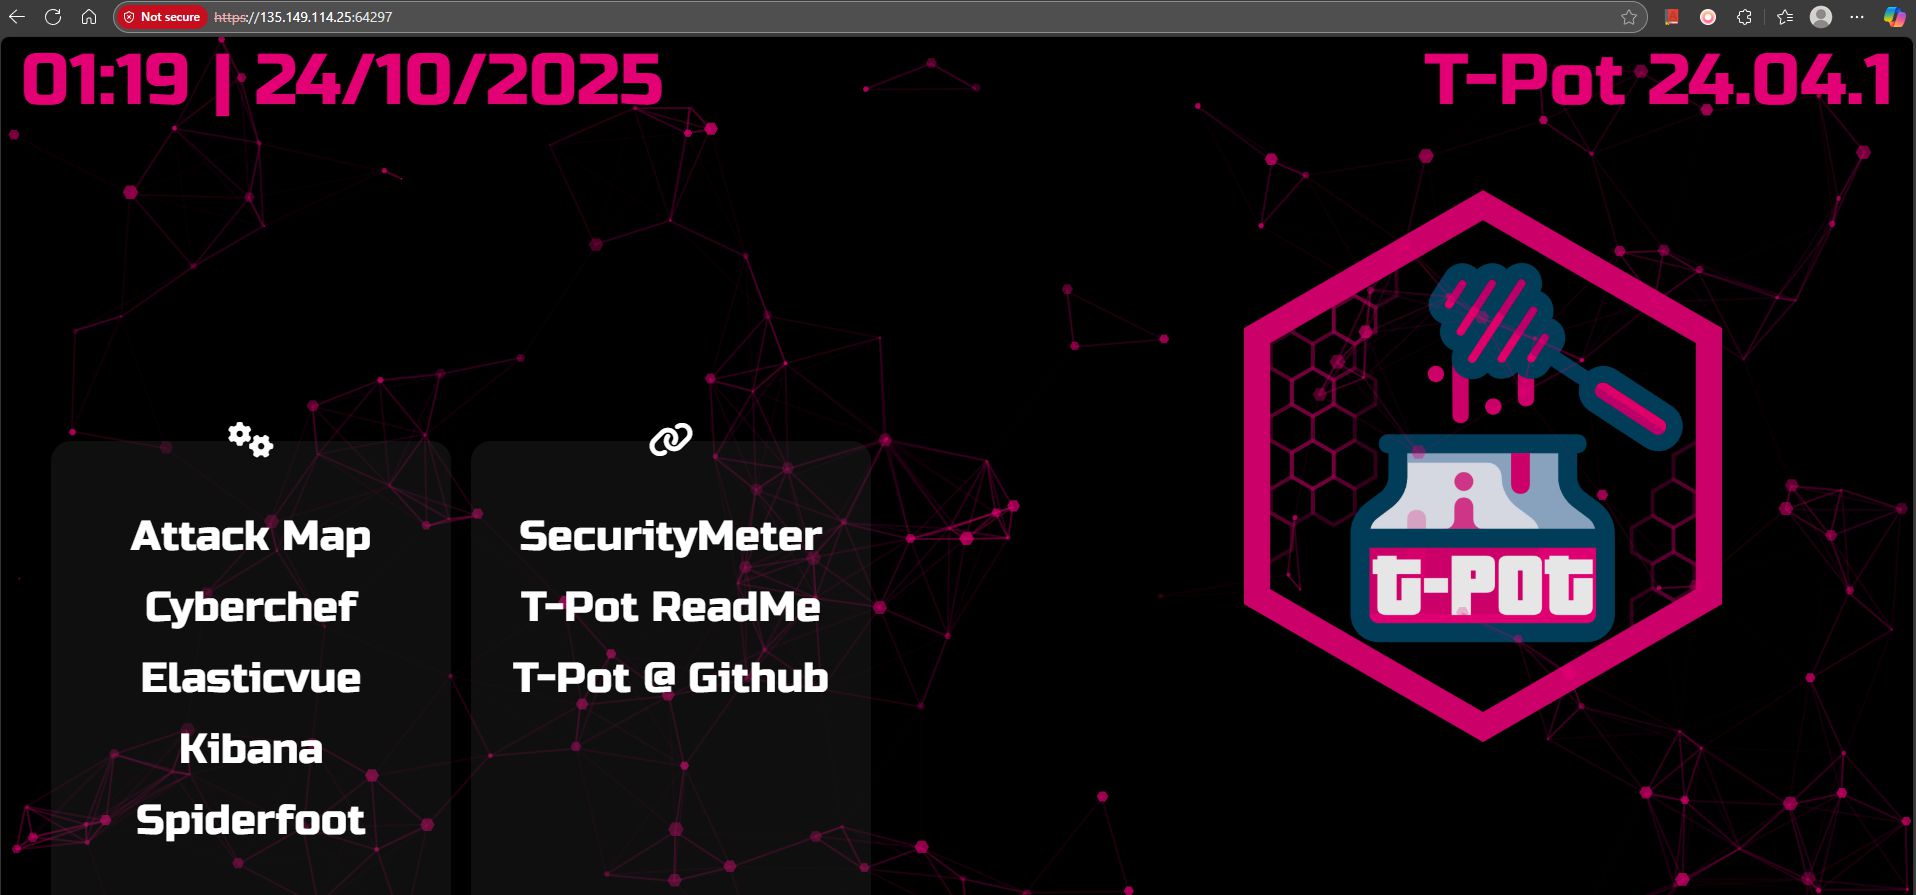 Not secure https://135.149.114.25:64297
01:19 | 24/10/2025
T-Pot 24.04.1
Attack Map
Cyberchef
Elasticvue
Kibana
Spiderfoot
SecurityMeter
T-Pot ReadMe
T-Pot @ Github
t-pot